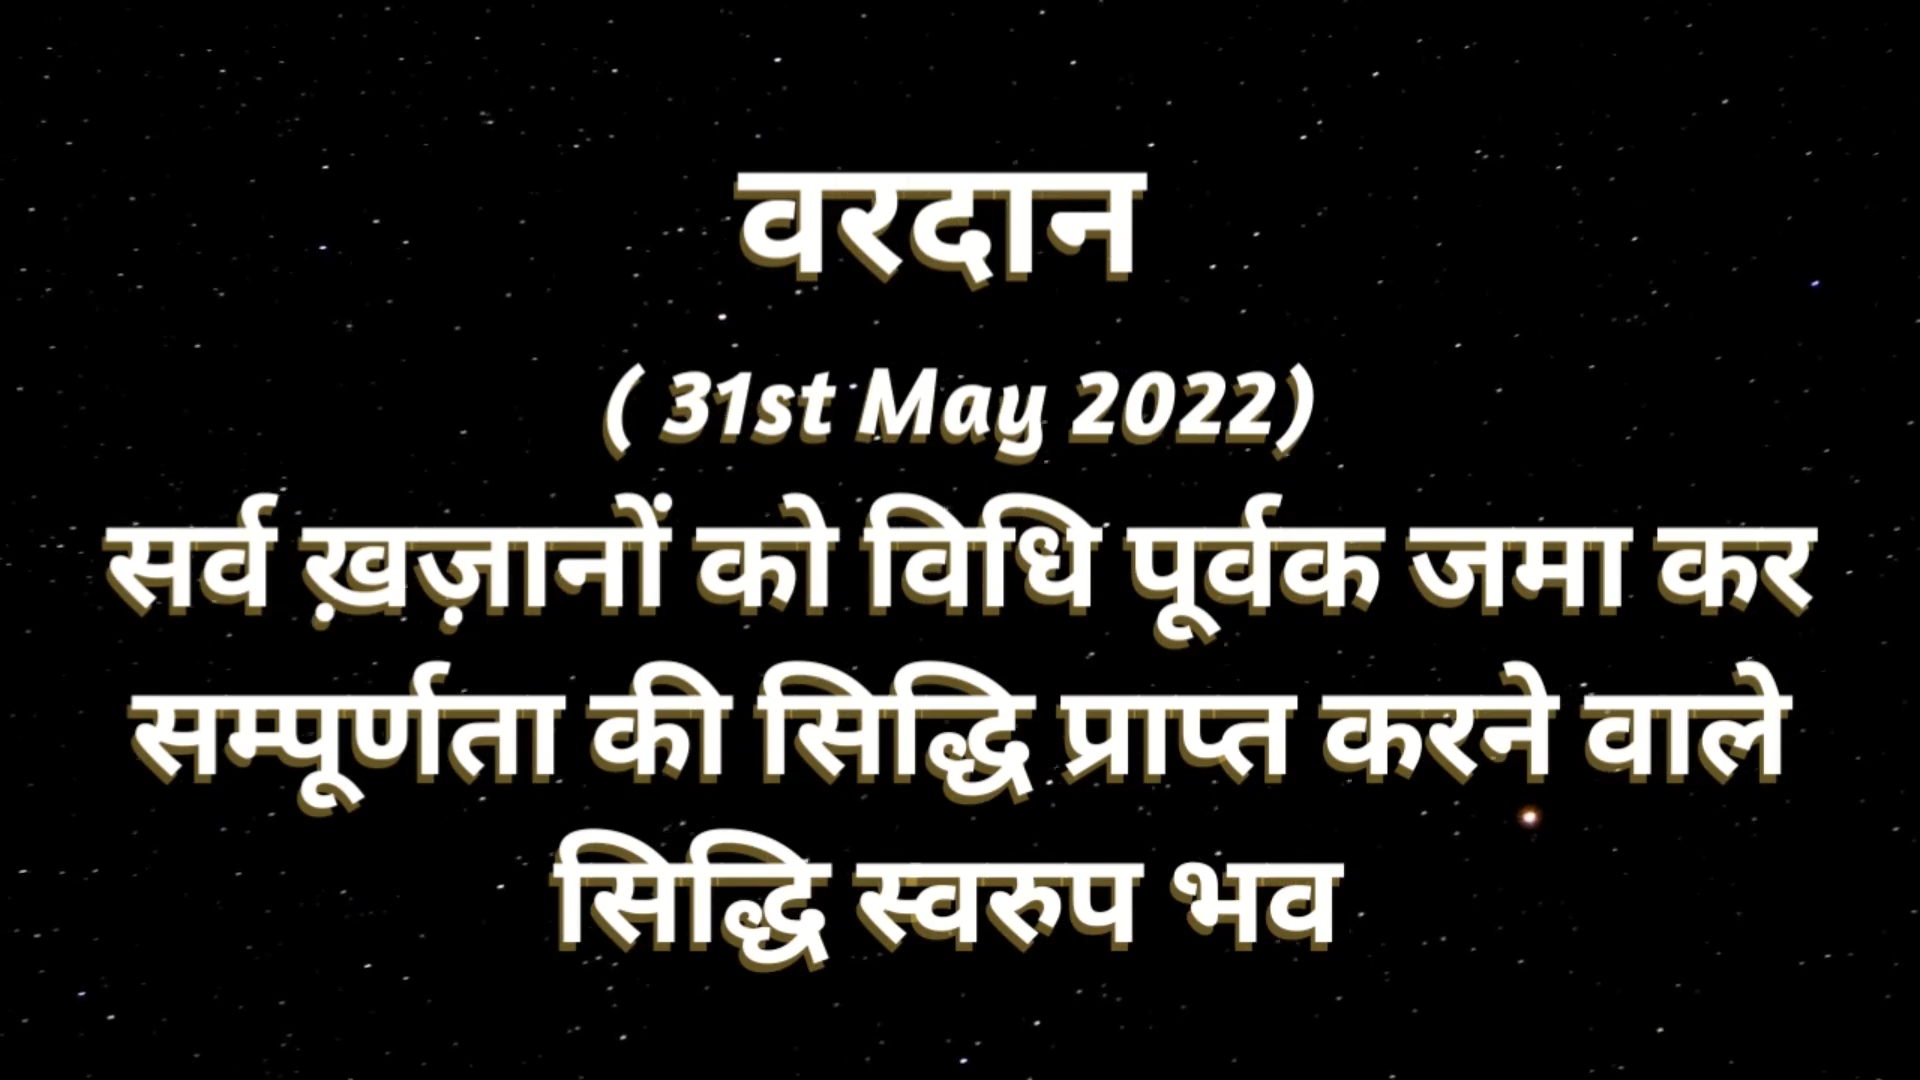 वरदान
( 31st May 2022)
सर्व ख़ज़ानों को विधि पूर्वक जमा कर
सम्पूर्णता की सिद्धि प्राप्त करने वाले
सिद्धि स्वरुप भव